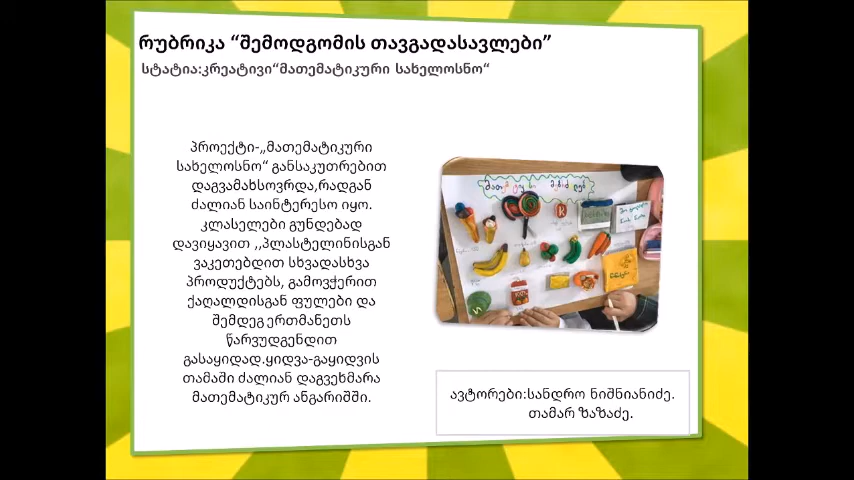 რუბრიკა “შემოდგომის თავგადასავლები”
სტატია:კრეატივი“მათემატიკური სახელოსნო“
პროექტი-„მათემატიკური
სახელოსნო“ განსაკუთრებით
დაგვამახსოვრდა,რადგან
ძალიან საინტერესო იყო.
კლასელები გუნდებად
დავიყავით ,,პლასტელინისგან
ვაკეთებდით სხვადასხვა
პროდუქტებს, გამოვჭერით
ქაღალდისგან ფულები და
შემდეგ ერთმანეთს
წარვუდგენდით
გასაყიდად.ყიდვა-გაყიდვის
თამაში ძალიან დაგვეხმარა
მათემატიკურ ანგარიშში.
K
ავტორები:სანდრო ნიშნიანიძე.
თამარ ზაზაძე.